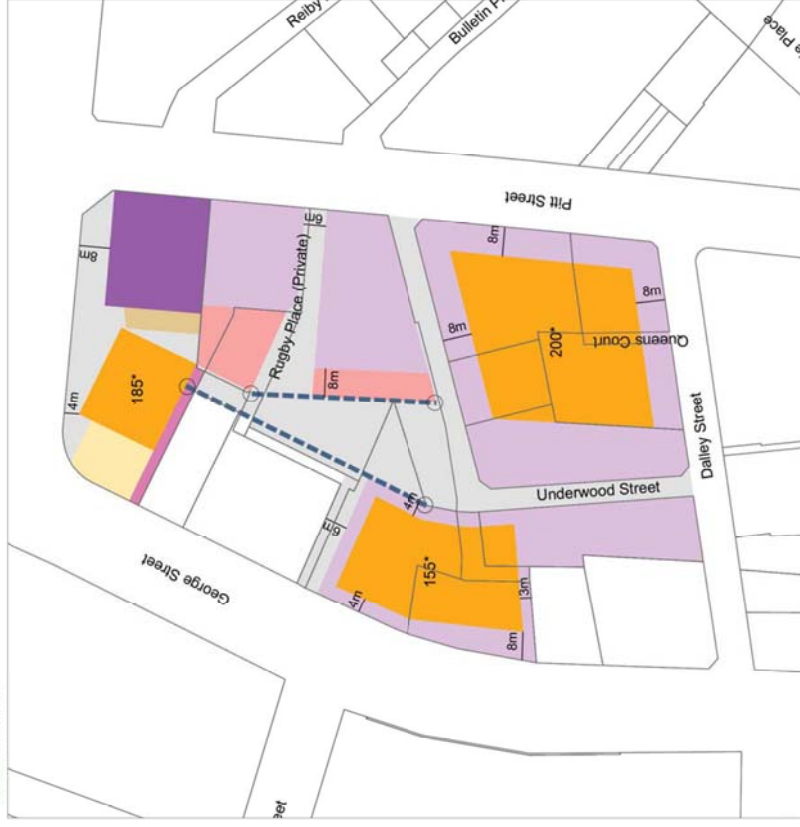 Reiby
Bulletin
Place
Pitt Street
8m
6m
Rugby Place (Private)
8m
8m
4m
185*
8m
8m
200*
Queens Court
Dalley Street
Underwood Street
4m
6m
George Street
155*
4m
3m
8m
eet